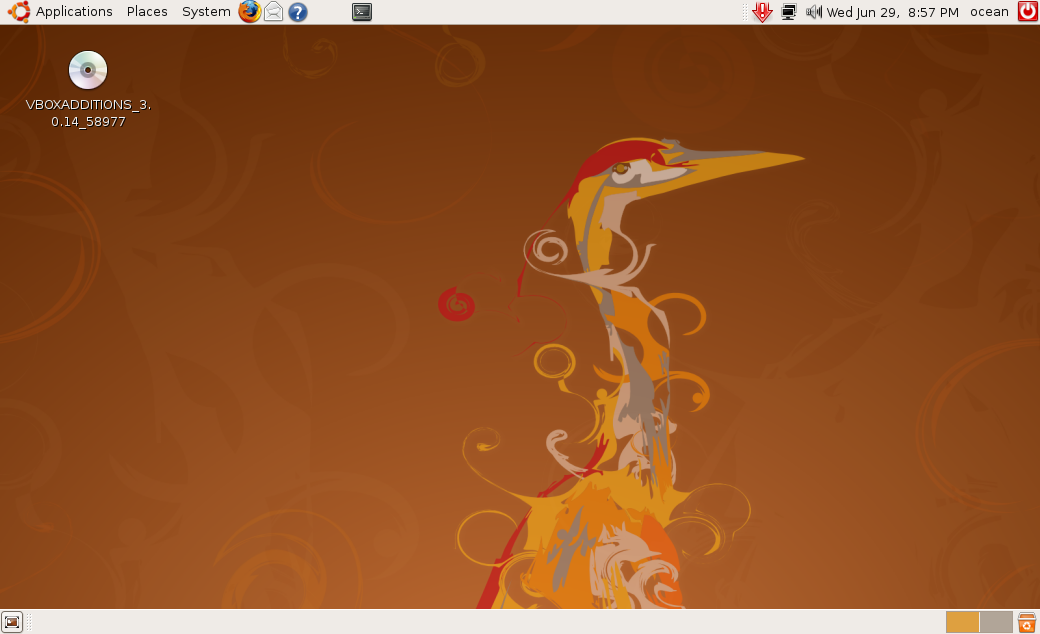 Applications Places System ? Wed Jun 29, 8:57 PM ocean
VBOXADDITIONS_3.
0.14_58977